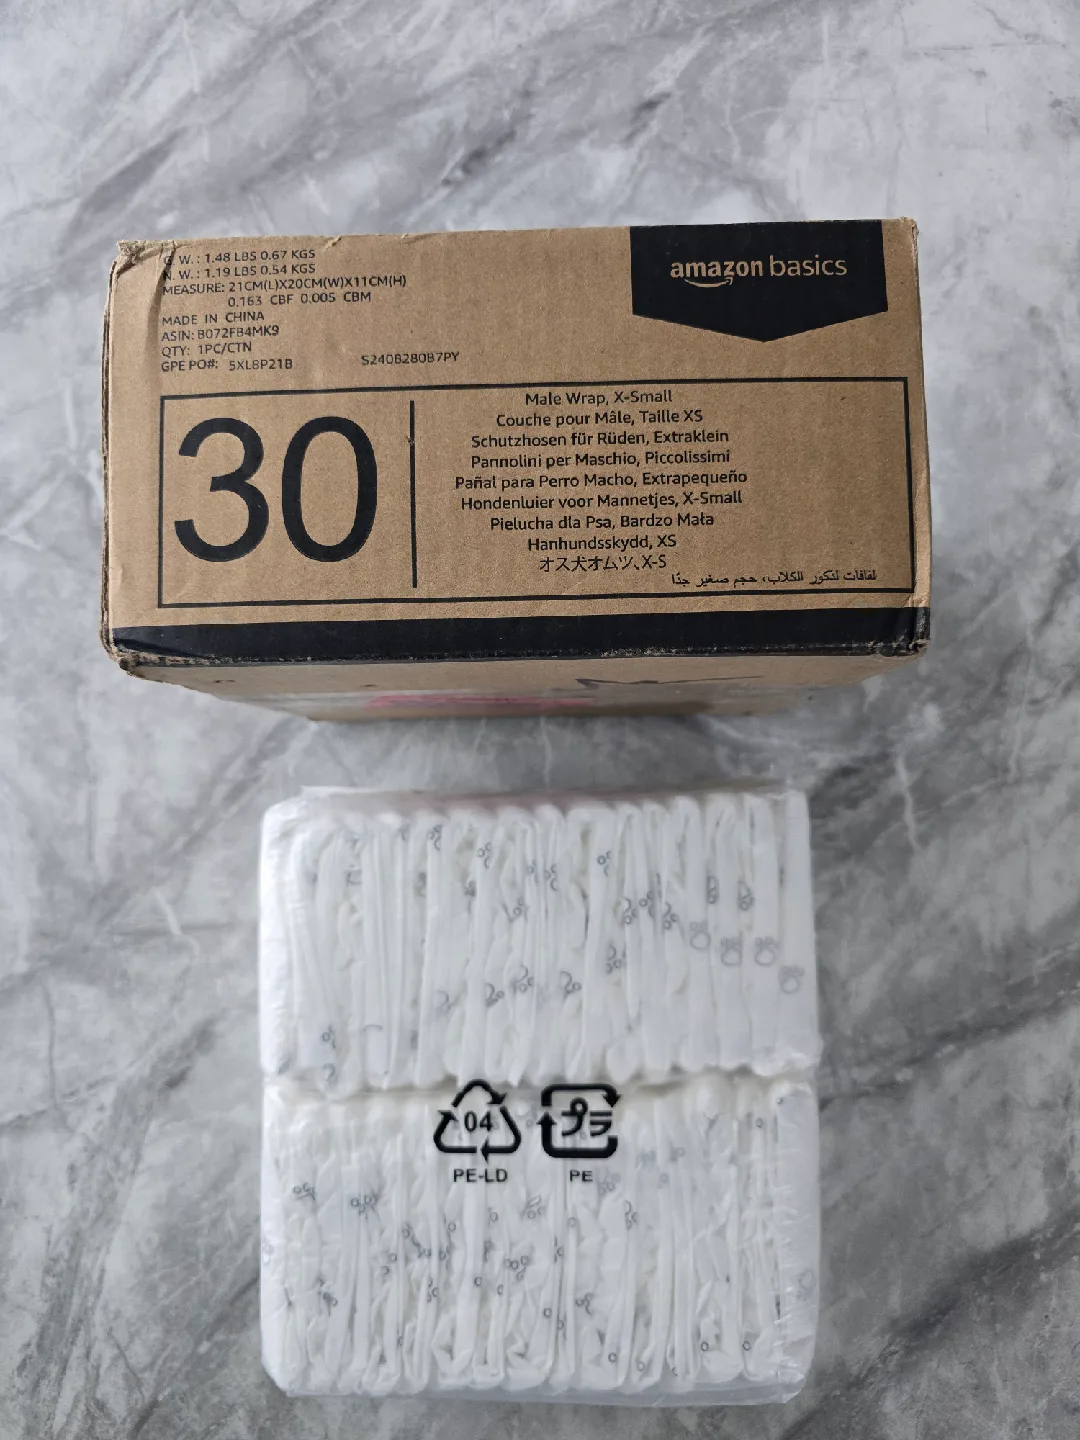 G. W. : 1.48 LBS 0.67 KGS
N. W. : 1.19 LBS 0.54 KGS
MEASURE: 21CM(L)X20CM(W)X11CM(H)
0.163 CBF 0.005 CBM
MADE IN CHINA
ASIN: B072FB4MK9
QTY: 1PC/CTN
GPE PO#: 5XL8P21B S240828087PY
amazon basics
30
Male Wrap, X-Small
Couche pour Mâle, Taille XS
Schutzhosen für Rüden, Extraklein
Pannolini per Maschio, Piccolissimi
Pañal para Perro Macho, Extrapequeño
Hondenluier voor Mannetjes, X-Small
Pielucha dla Psa, Bardzo Mała
Hanhundsskydd, XS
オス犬オムツ、X-S
لفافات لذكور الكلاب، حجم صغير جدًا
04
PE-LD
プラ
PE